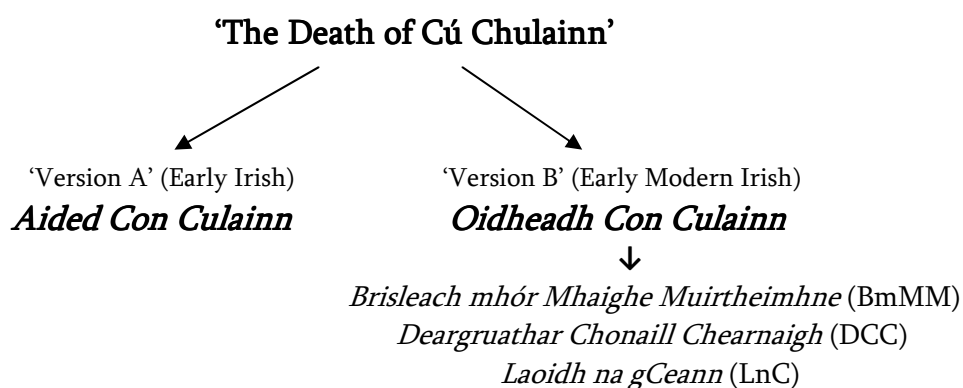 ‘The Death of Cú Chulainn’
‘Version A’ (Early Irish) ‘Version B’ (Early Modern Irish)
Aided Con Culainn Oidheadh Con Culainn
Brisleach mhór Mhaighe Muirtheimhne (BmMM)
Deargruathar Chonaill Chearnaigh (DCC)
Laoidh na gCeann (LnC)